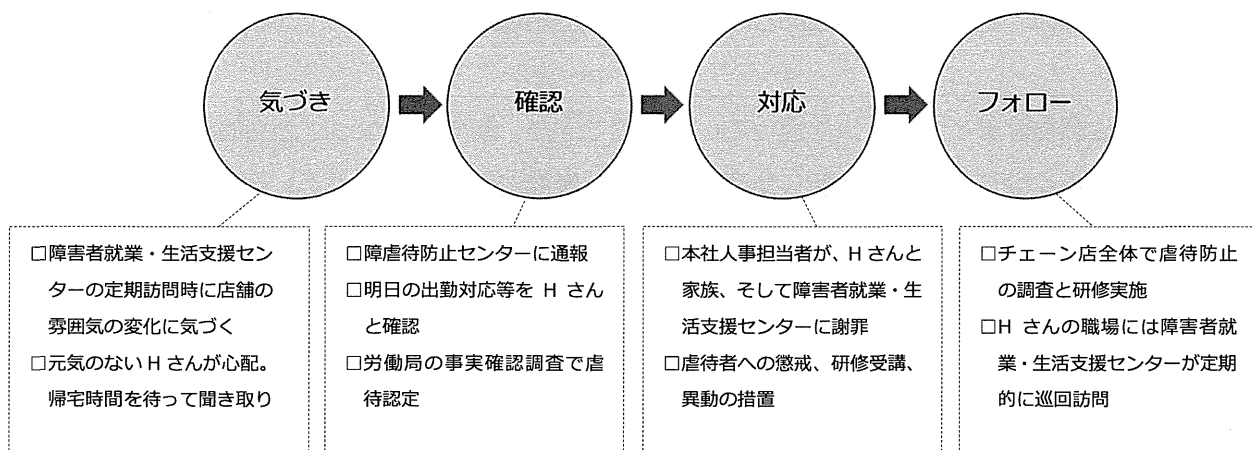 気づき
確認
対応
フォロー
□障害者就業・生活支援セン
ターの定期訪問時に店舗の
雰囲気の変化に気づく
□元気のないHさんが心配。
帰宅時間を待って聞き取り
□障虐待防止センターに通報
□明日の出勤対応等を H さん
と確認
□労働局の事実確認調査で虐
待認定
□本社人事担当者が、H さんと
家族、そして障害者就業・生
活支援センターに謝罪
□虐待者への懲戒、研修受講、
異動の措置
□チェーン店全体で虐待防止
の調査と研修実施
□H さんの職場には障害者就
業・生活支援センターが定期
的に巡回訪問